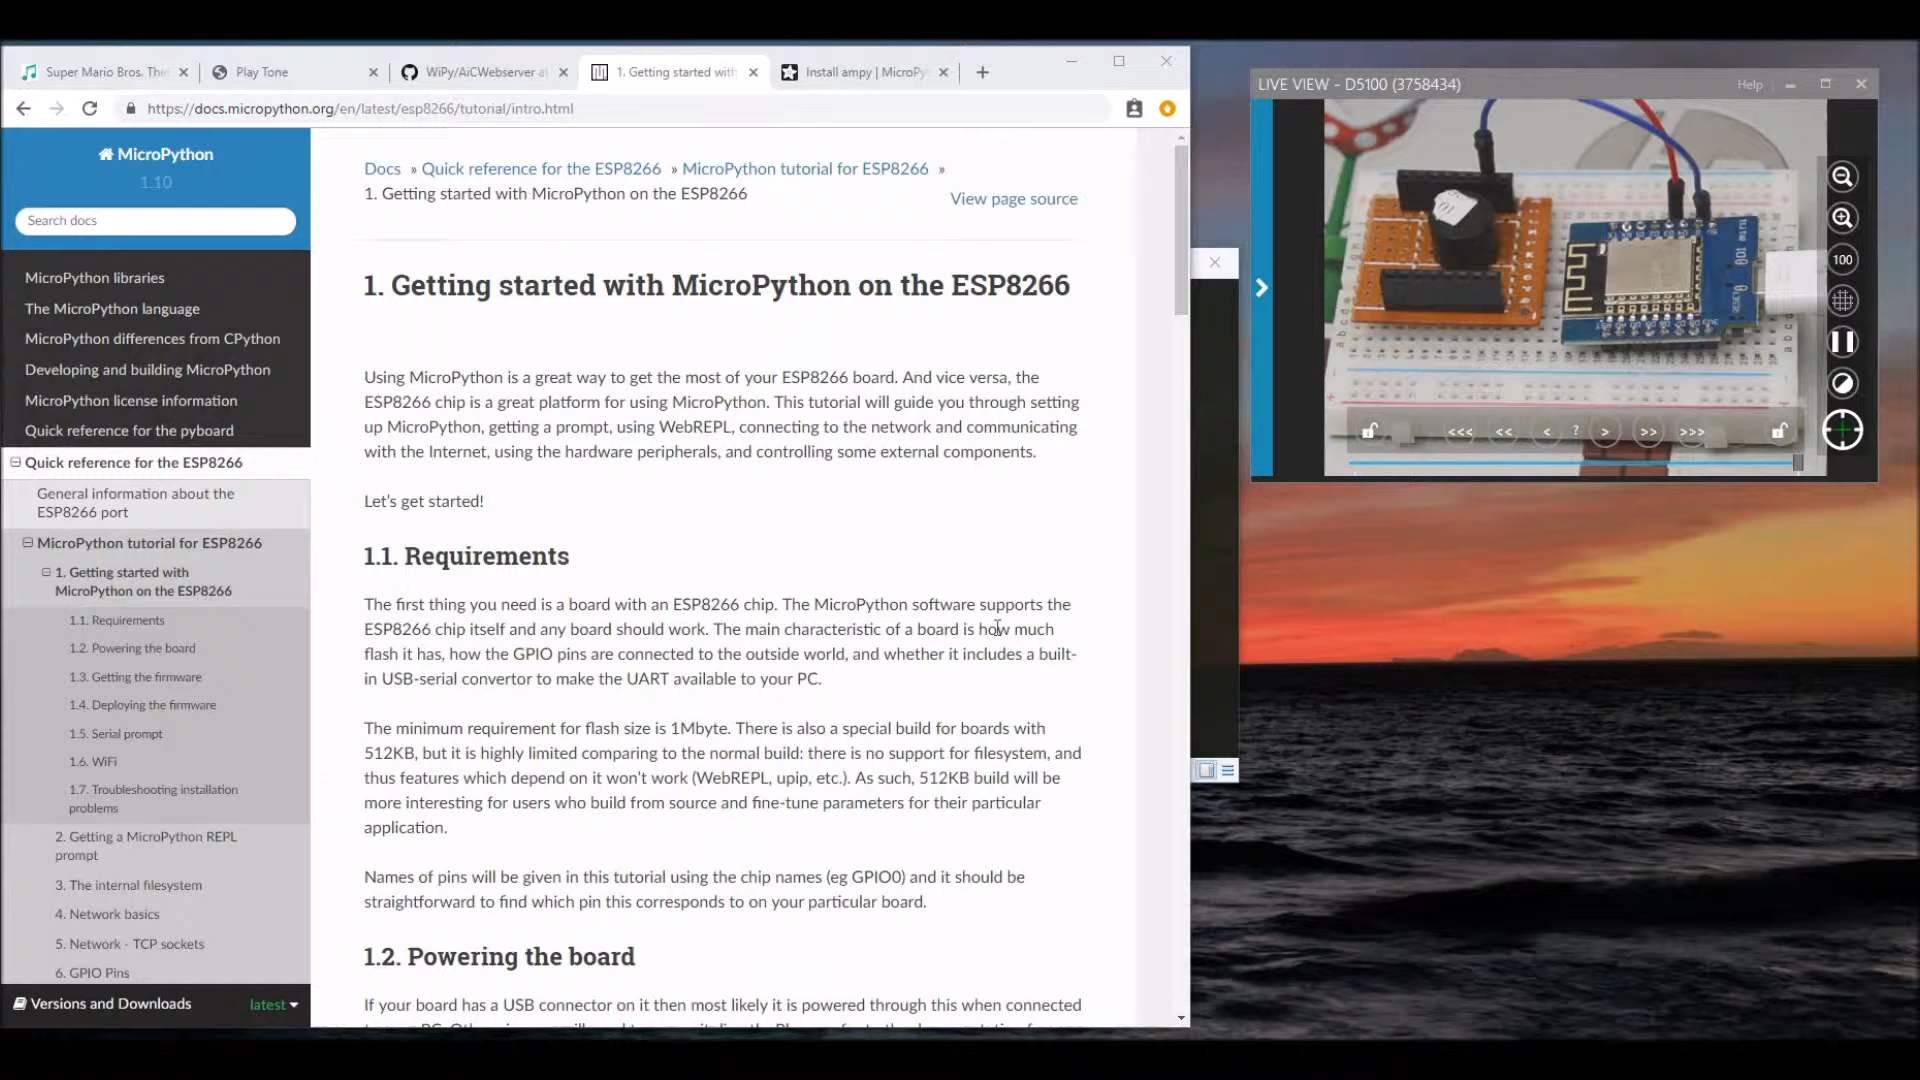 Super Mario Bros. The
Play Tone
WiPy/AiCWebserver a
1. Getting started with
Install ampy | MicroPy
https://docs.micropython.org/en/latest/esp8266/tutorial/intro.html
MicroPython
1.10
Search docs
MicroPython libraries
The MicroPython language
MicroPython differences from CPython
Developing and building MicroPython
MicroPython license information
Quick reference for the pyboard
Quick reference for the ESP8266
General information about the
ESP8266 port
MicroPython tutorial for ESP8266
1. Getting started with
MicroPython on the ESP8266
1.1. Requirements
1.2. Powering the board
1.3. Getting the firmware
1.4. Deploying the firmware
1.5. Serial prompt
1.6. WiFi
1.7. Troubleshooting installation
problems
2. Getting a MicroPython REPL
prompt
3. The internal filesystem
4. Network basics
5. Network - TCP sockets
6. GPIO Pins
Versions and Downloads
latest
Docs » Quick reference for the ESP8266 » MicroPython tutorial for ESP8266 »
1. Getting started with MicroPython on the ESP8266
View page source
1. Getting started with MicroPython on the ESP8266
Using MicroPython is a great way to get the most of your ESP8266 board. And vice versa, the
ESP8266 chip is a great platform for using MicroPython. This tutorial will guide you through setting
up MicroPython, getting a prompt, using WebREPL, connecting to the network and communicating
with the Internet, using the hardware peripherals, and controlling some external components.
Let's get started!
1.1. Requirements
The first thing you need is a board with an ESP8266 chip. The MicroPython software supports the
ESP8266 chip itself and any board should work. The main characteristic of a board is how much
flash it has, how the GPIO pins are connected to the outside world, and whether it includes a built-
in USB-serial convertor to make the UART available to your PC.
The minimum requirement for flash size is 1Mbyte. There is also a special build for boards with
512KB, but it is highly limited comparing to the normal build: there is no support for filesystem, and
thus features which depend on it won't work (WebREPL, upip, etc.). As such, 512KB build will be
more interesting for users who build from source and fine-tune parameters for their particular
application.
Names of pins will be given in this tutorial using the chip names (eg GPIO0) and it should be
straightforward to find which pin this corresponds to on your particular board.
1.2. Powering the board
If your board has a USB connector on it then most likely it is powered through this when connected
LIVE VIEW - D5100 (3758434)
Help
100
<<< << < ? > >> >>>